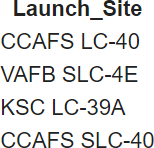 Launch_Site
CCAFS LC-40
VAFB SLC-4E
KSC LC-39A
CCAFS SLC-40